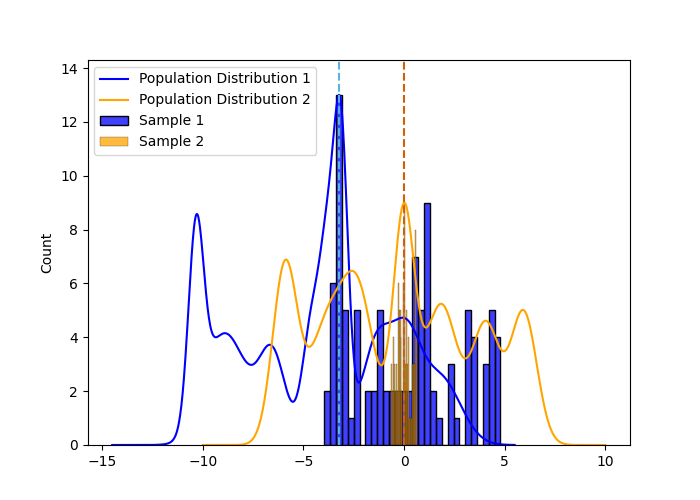 14
12
10
8
6
4
2
0
Count
Population Distribution 1
Population Distribution 2
Sample 1
Sample 2
−15
−10
−5
0
5
10